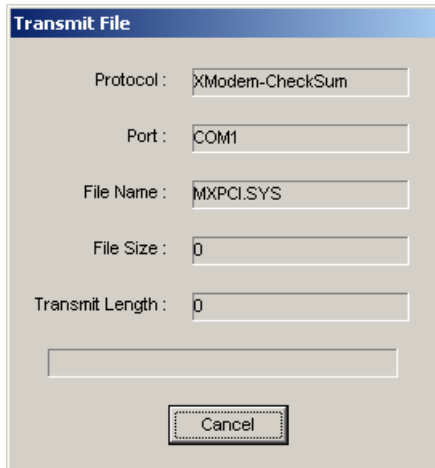 Transmit File
Protocol : XModem-CheckSum
Port : COM1
File Name : MXPCI.SYS
File Size : 0
Transmit Length : 0
Cancel